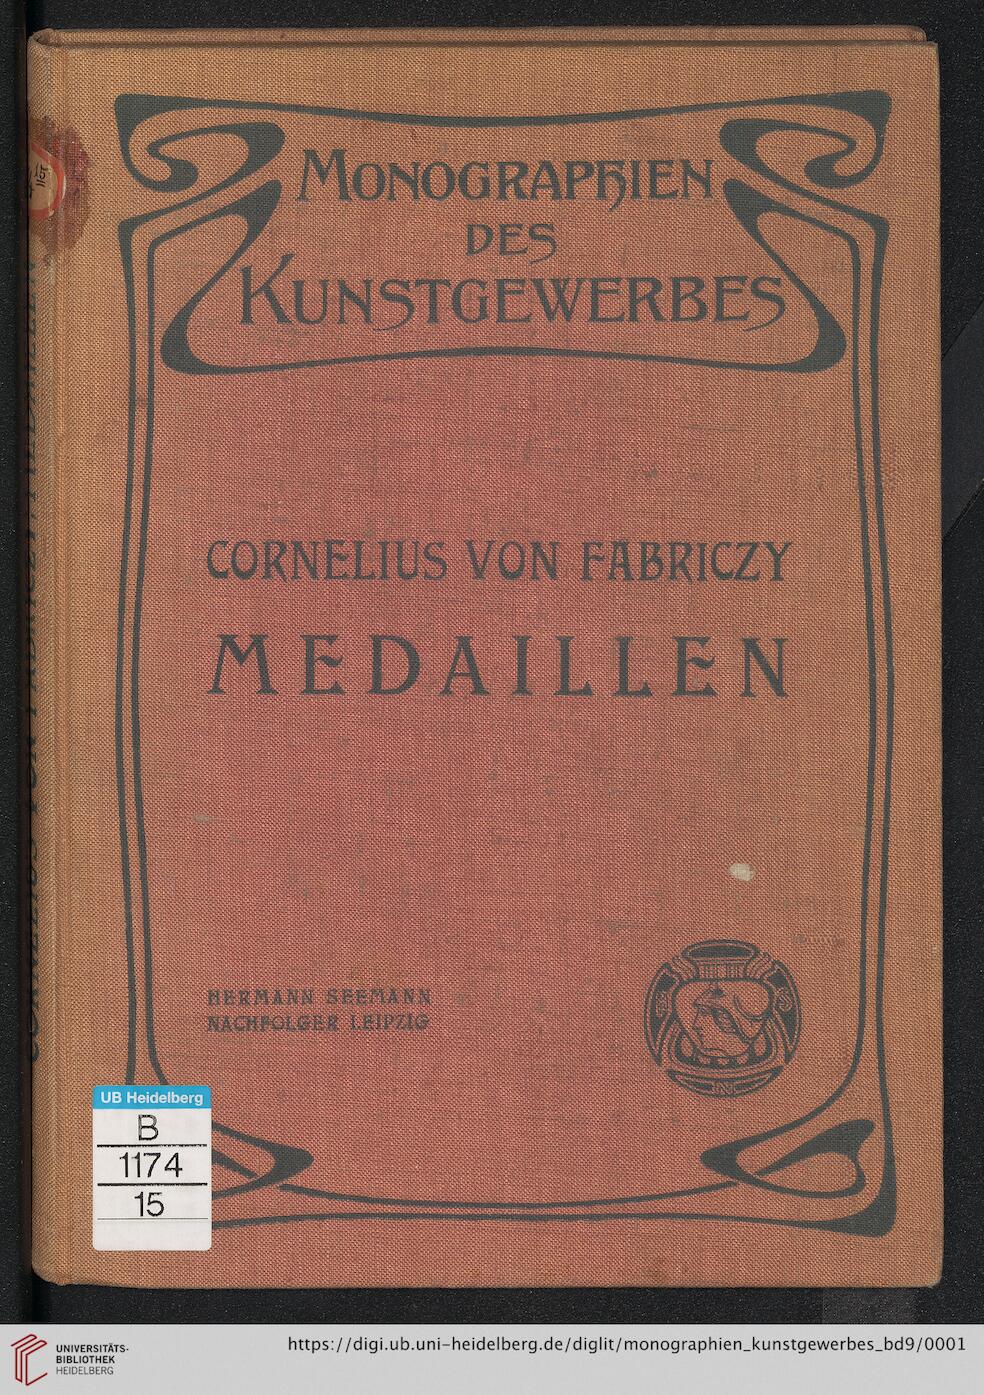 MONOGRAPHIEN
DES
KUNSTGEWERBES
CORNELIUS VON FABRICZY
MEDAILLEN
HERMANN SEEMANN
NACHFOLGER LEIPZIG
UB Heidelberg
B
1174
15
UNIVERSITÄTS-
BIBLIOTHEK
HEIDELBERG
https://digi.ub.uni-heidelberg.de/diglit/monographien_kunstgewerbes_bd9/0001